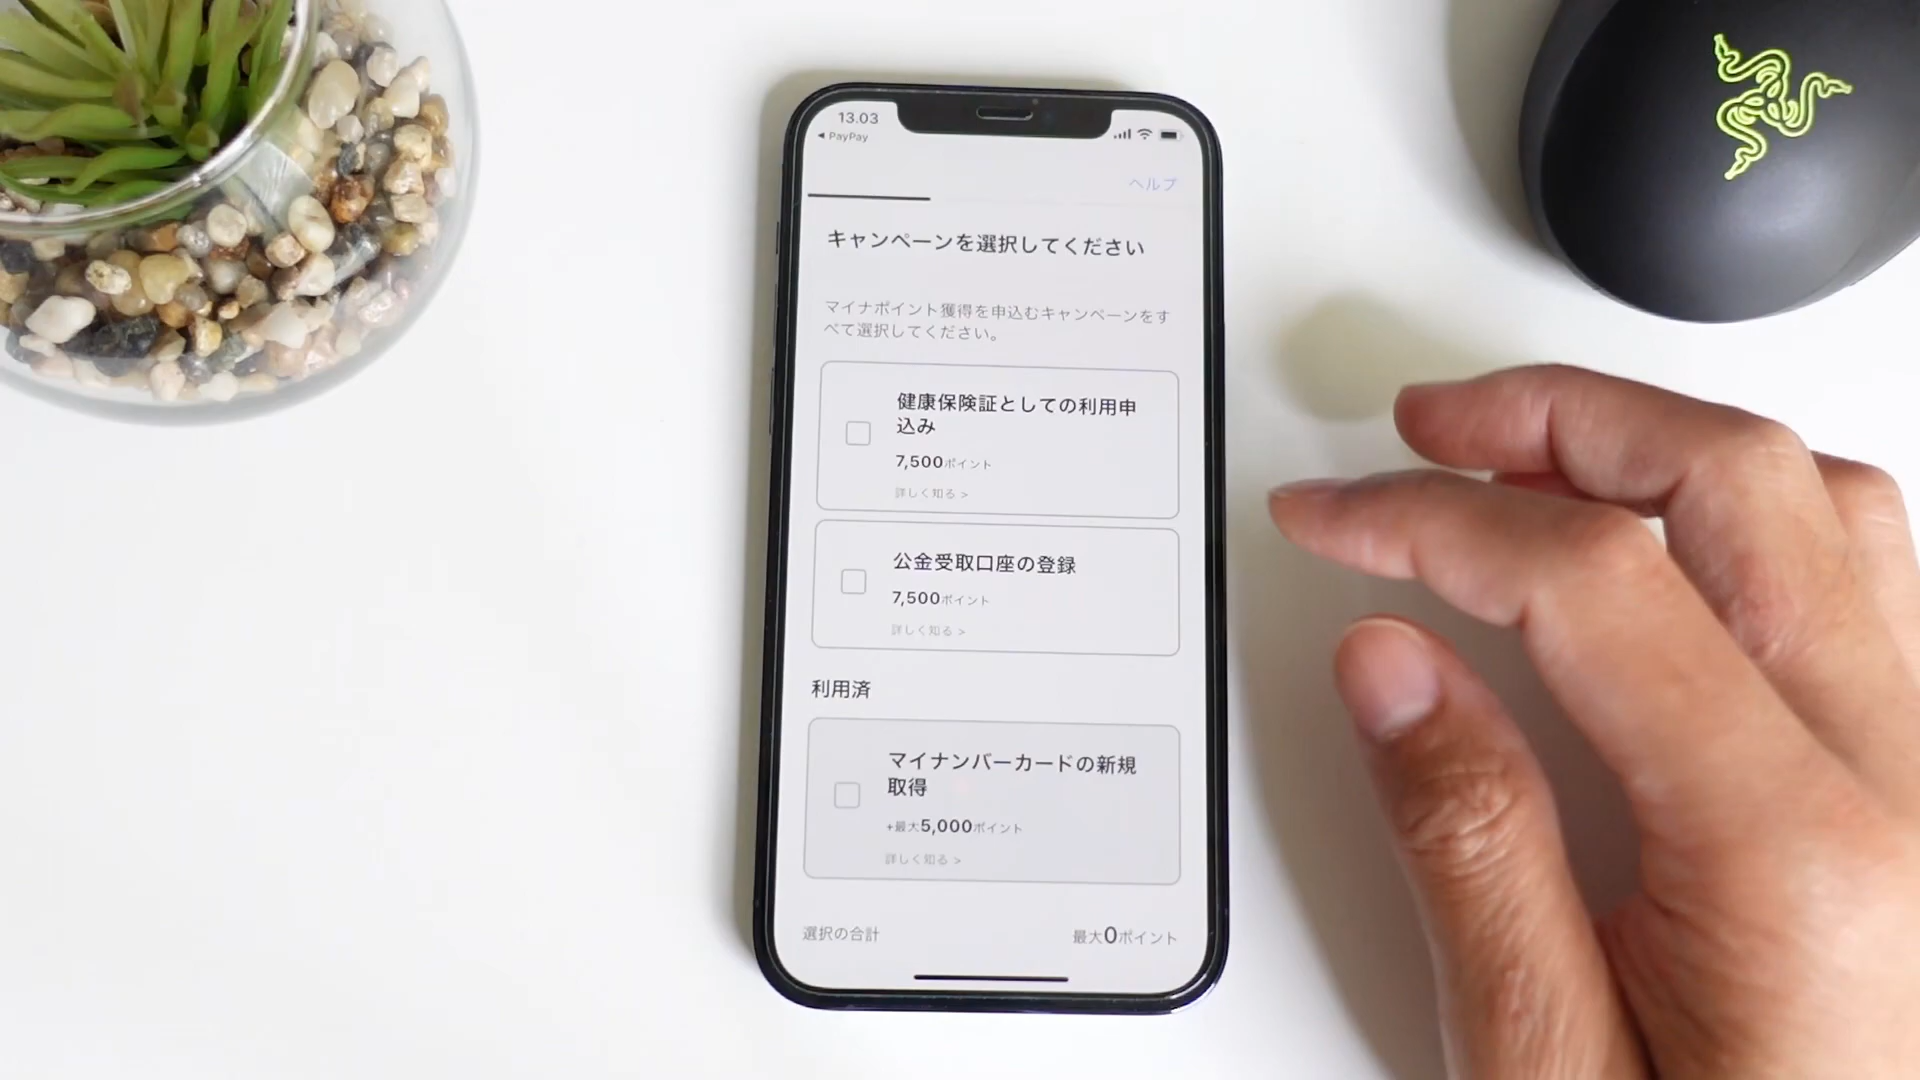 13.03
◀ PayPay
ヘルプ
キャンペーンを選択してください
マイナポイント獲得を申込むキャンペーンをす
べて選択してください。
健康保険証としての利用申
込み
7,500ポイント
詳しく知る >
公金受取口座の登録
7,500ポイント
詳しく知る >
利用済
マイナンバーカードの新規
取得
+最大5,000ポイント
詳しく知る >
選択の合計
最大0ポイント